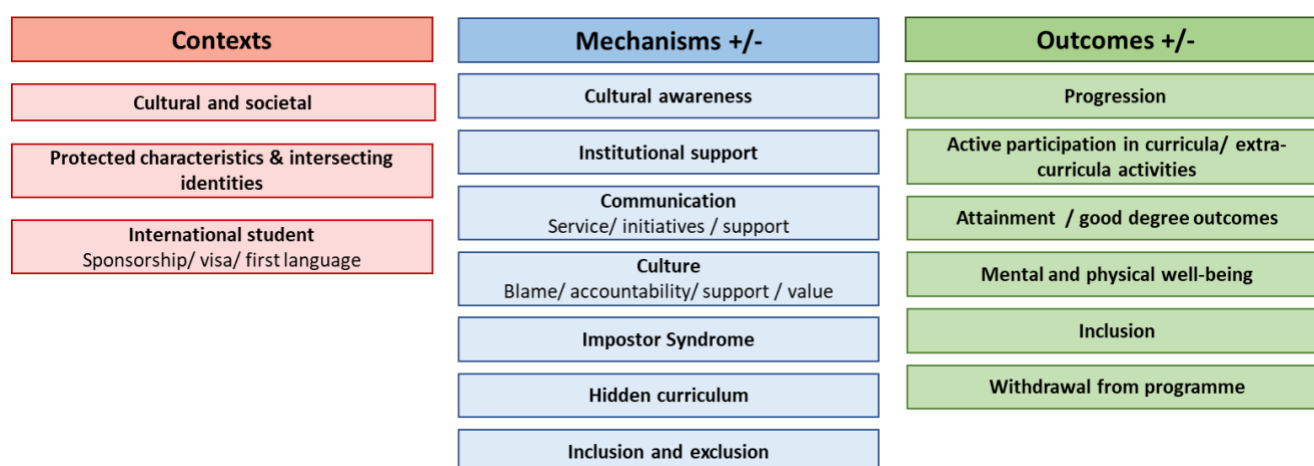 Contexts
Cultural and societal
Protected characteristics & intersecting
identities
International student
Sponsorship/ visa/ first language
Mechanisms +/-
Cultural awareness
Institutional support
Communication
Service/ initiatives / support
Culture
Blame/ accountability/ support / value
Impostor Syndrome
Hidden curriculum
Inclusion and exclusion
Outcomes +/-
Progression
Active participation in curricula/ extra-
curricula activities
Attainment / good degree outcomes
Mental and physical well-being
Inclusion
Withdrawal from programme